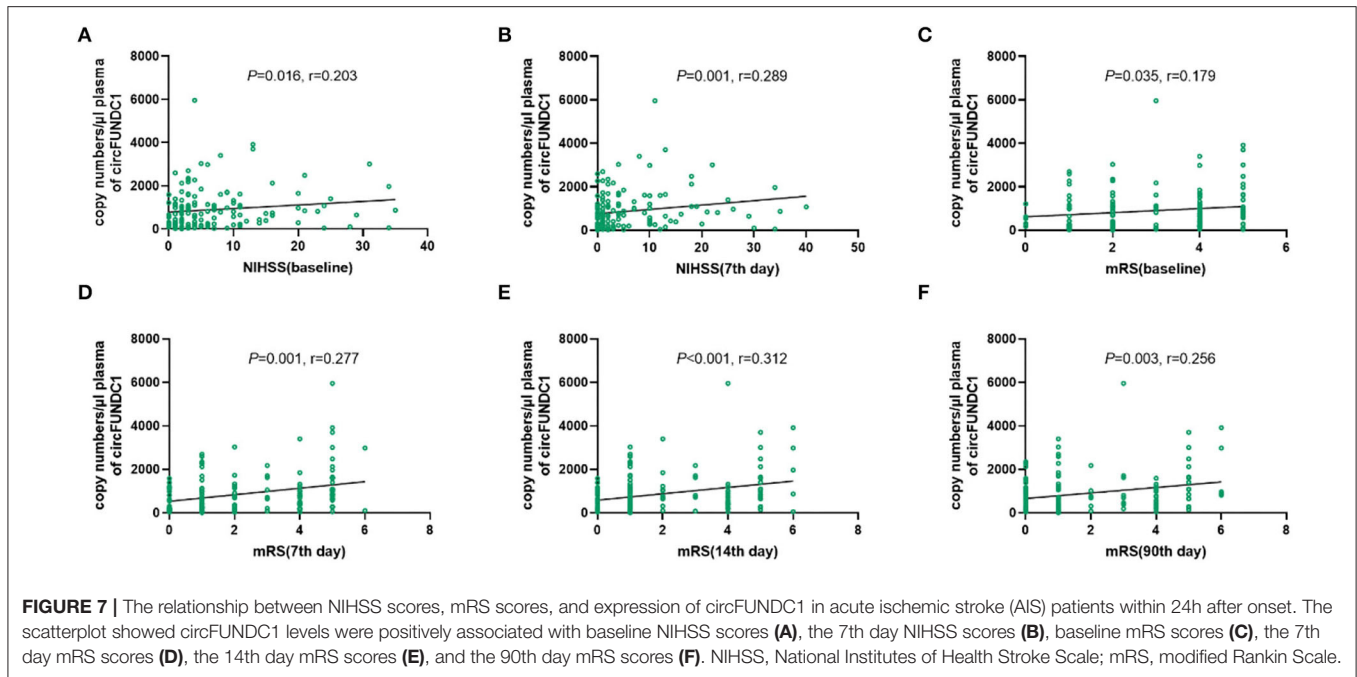 A
B
C
P=0.016, r=0.203
P=0.001, r=0.289
P=0.035, r=0.179
copy numbers/μl plasma
of circFUNDC1
8000
6000
4000
2000
0
0 10 20 30 40
NIHSS(baseline)
copy numbers/μl plasma
of circFUNDC1
8000
6000
4000
2000
0
0 10 20 30 40 50
NIHSS(7th day)
copy numbers/μl plasma
of circFUNDC1
8000
6000
4000
2000
0
0 2 4 6
mRS(baseline)
D
E
F
P=0.001, r=0.277
P<0.001, r=0.312
P=0.003, r=0.256
copy numbers/μl plasma
of circFUNDC1
8000
6000
4000
2000
0
0 2 4 6 8
mRS(7th day)
copy numbers/μl plasma
of circFUNDC1
8000
6000
4000
2000
0
0 2 4 6 8
mRS(14th day)
copy numbers/μl plasma
of circFUNDC1
8000
6000
4000
2000
0
0 2 4 6 8
mRS(90th day)
FIGURE 7 | The relationship between NIHSS scores, mRS scores, and expression of circFUNDC1 in acute ischemic stroke (AIS) patients within 24h after onset. The
scatterplot showed circFUNDC1 levels were positively associated with baseline NIHSS scores (A), the 7th day NIHSS scores (B), baseline mRS scores (C), the 7th
day mRS scores (D), the 14th day mRS scores (E), and the 90th day mRS scores (F). NIHSS, National Institutes of Health Stroke Scale; mRS, modified Rankin Scale.